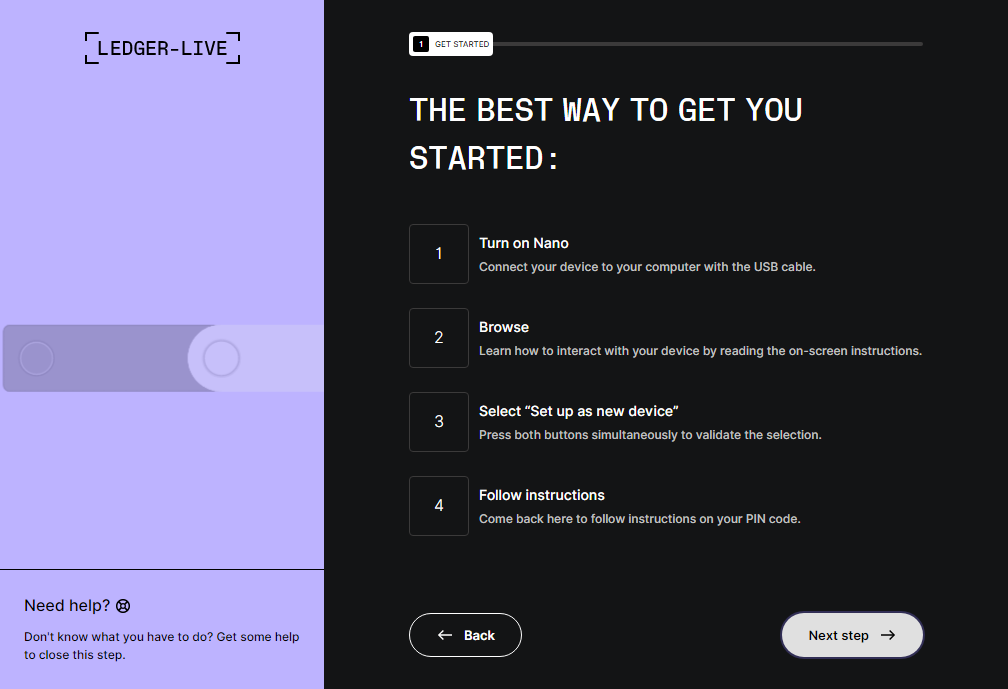 LEDGER-LIVE
1 GET STARTED
THE BEST WAY TO GET YOU
STARTED:
1
Turn on Nano
Connect your device to your computer with the USB cable.
2
Browse
Learn how to interact with your device by reading the on-screen instructions.
3
Select “Set up as new device”
Press both buttons simultaneously to validate the selection.
4
Follow instructions
Come back here to follow instructions on your PIN code.
Need help?
Don't know what you have to do? Get some help
to close this step.
Back
Next step